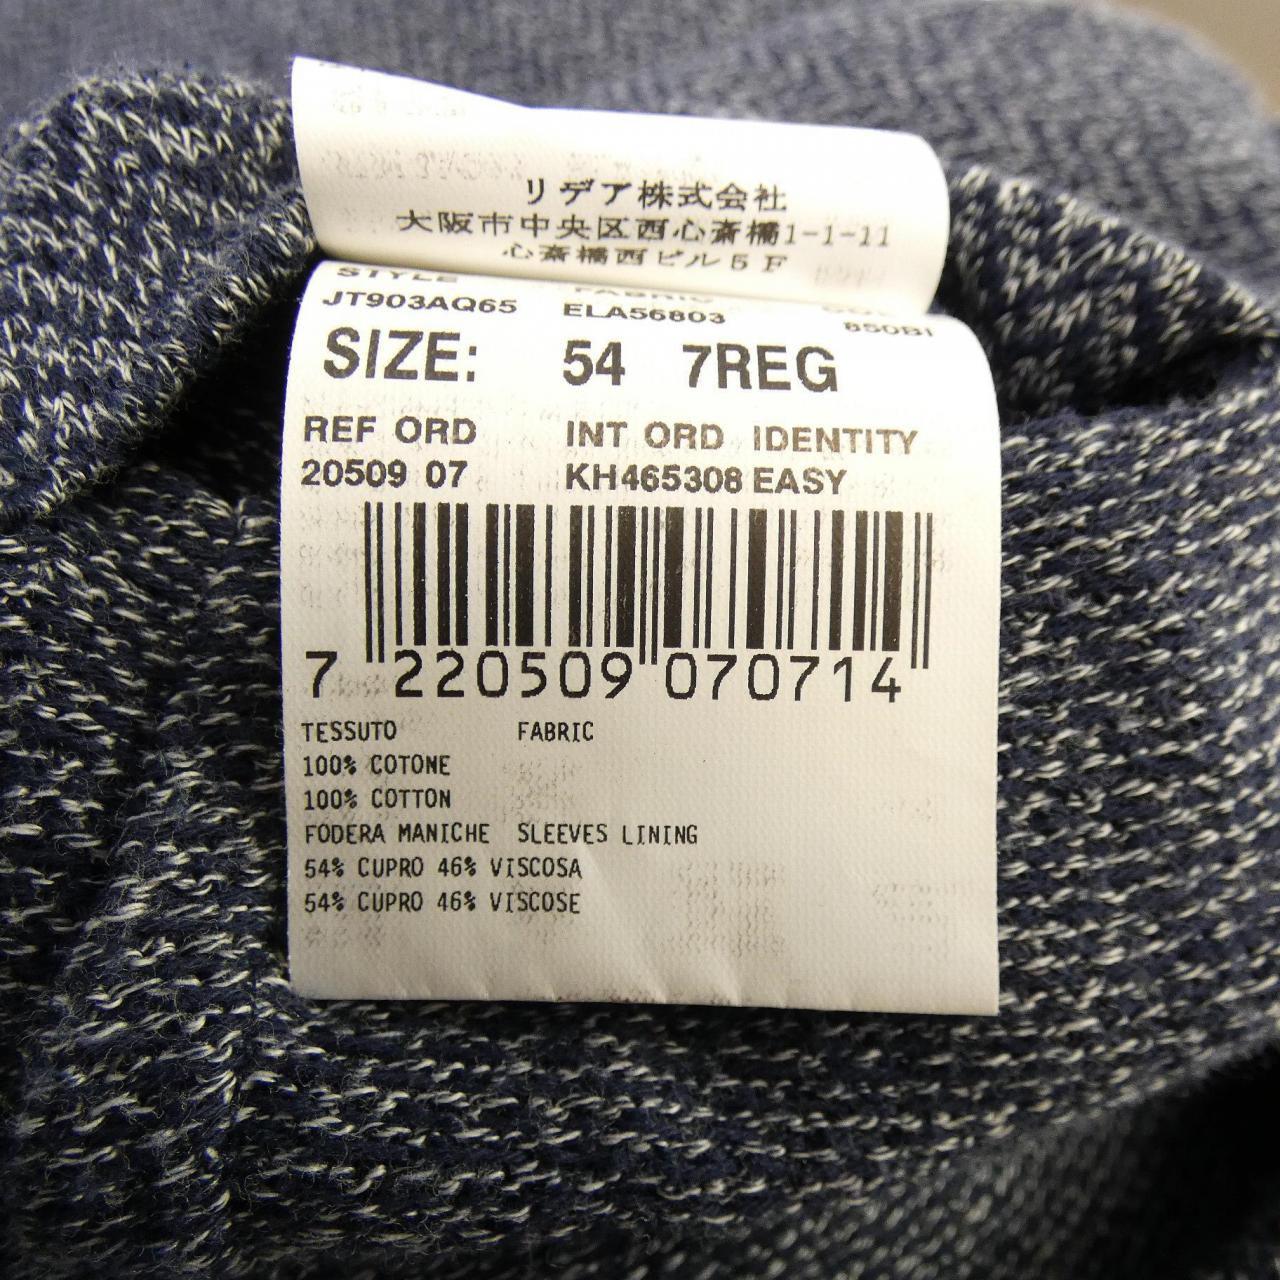 リデア株式会社
大阪市中央区西心斎橋1-1-11
心斎橋西ビル5F
STYLE FABRIC
JT903AQ65 ELA56803 850BI
SIZE: 54 7REG
REF ORD INT ORD IDENTITY
20509 07 KH465308 EASY
7 220509 070714
TESSUTO FABRIC
100% COTONE
100% COTTON
FODERA MANICHE SLEEVES LINING
54% CUPRO 46% VISCOSA
54% CUPRO 46% VISCOSE